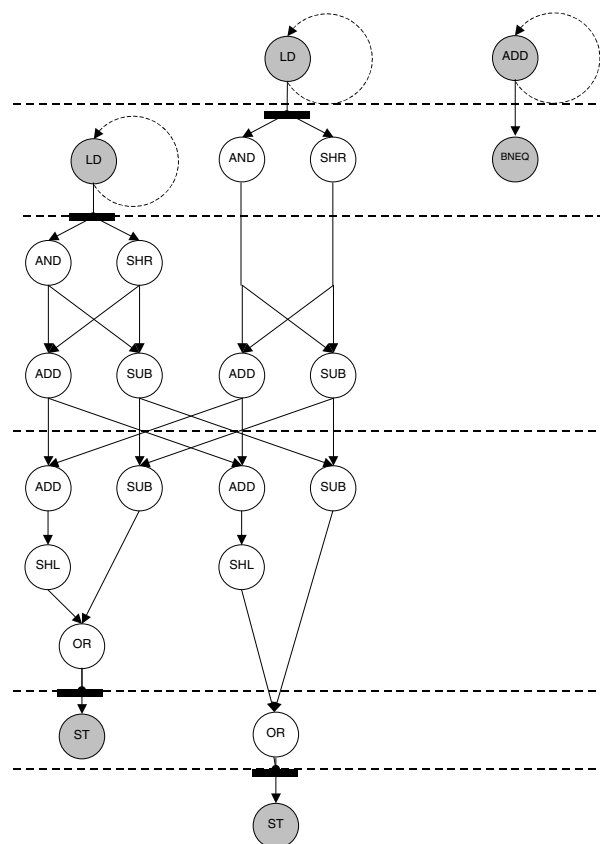 LD
ADD
LD
AND
SHR
BNEQ
AND
SHR
ADD
SUB
ADD
SUB
ADD
SUB
ADD
SUB
SHL
SHL
OR
ST
OR
ST